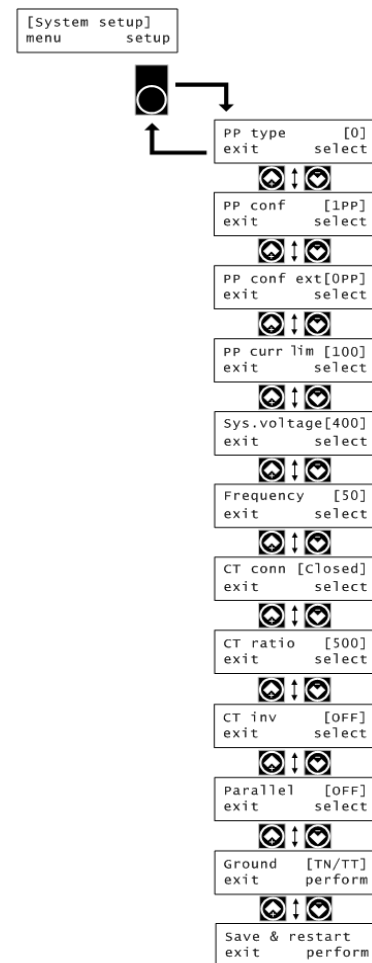 [System setup]
menu setup
PP type [0]
exit select
PP conf [1PP]
exit select
PP conf ext[0PP]
exit select
PP curr lim [100]
exit select
Sys.voltage[400]
exit select
Frequency [50]
exit select
CT conn [Closed]
exit select
CT ratio [500]
exit select
CT inv [OFF]
exit select
Parallel [OFF]
exit select
Ground [TN/TT]
exit perform
Save & restart
exit perform